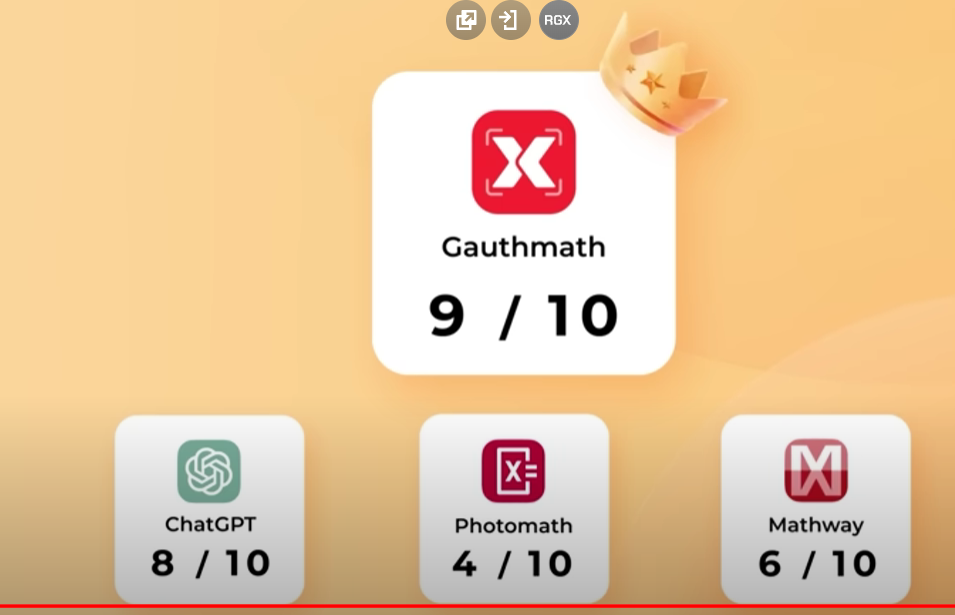 RGX
Gauthmath
9 / 10
ChatGPT
8 / 10
Photomath
4 / 10
Mathway
6 / 10